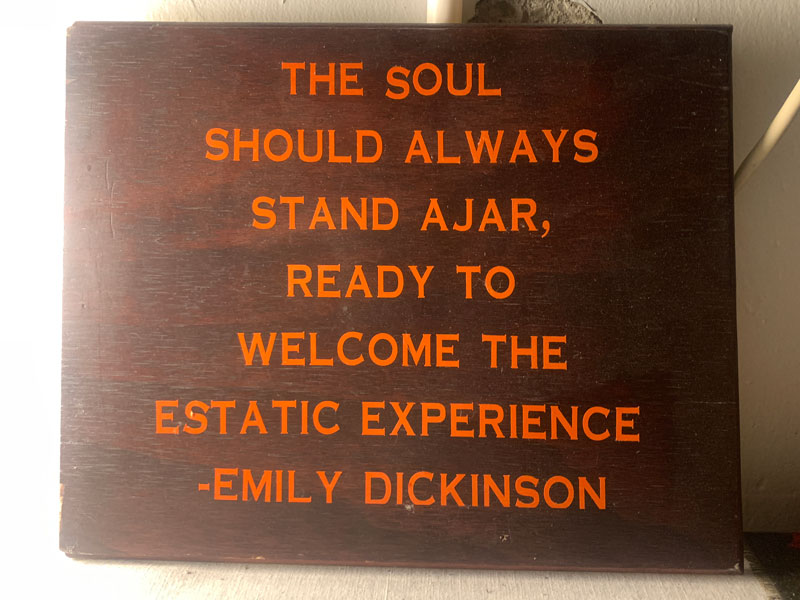 THE SOUL
SHOULD ALWAYS
STAND AJAR,
READY TO
WELCOME THE
ESTATIC EXPERIENCE
-EMILY DICKINSON